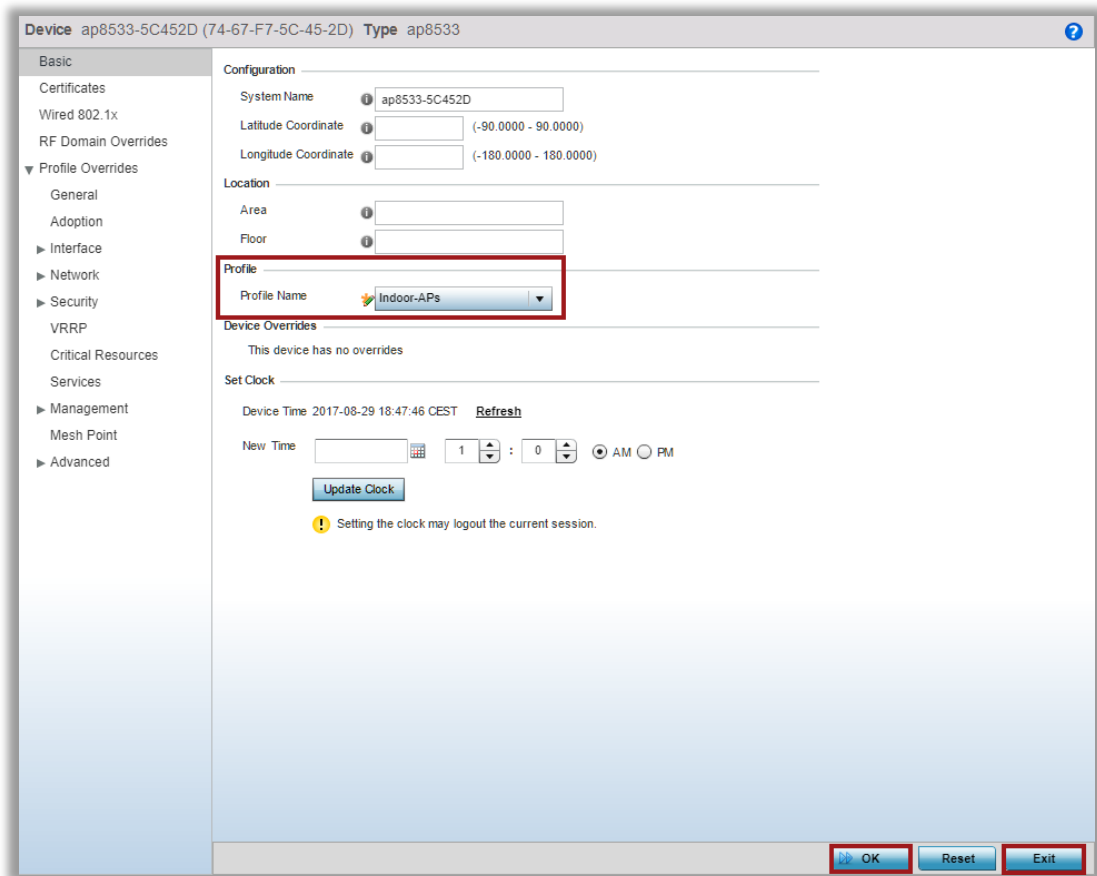 Device ap8533-5C452D (74-67-F7-5C-45-2D) Type ap8533
Basic
Certificates
Wired 802.1x
RF Domain Overrides
Profile Overrides
General
Adoption
Interface
Network
Security
VRRP
Critical Resources
Services
Management
Mesh Point
Advanced
Configuration
System Name ap8533-5C452D
Latitude Coordinate (-90.0000 - 90.0000)
Longitude Coordinate (-180.0000 - 180.0000)
Location
Area
Floor
Profile
Profile Name Indoor-APs
Device Overrides
This device has no overrides
Set Clock
Device Time 2017-08-29 18:47:46 CEST Refresh
New Time 1 : 0 AM PM
Update Clock
Setting the clock may logout the current session.
OK Reset Exit